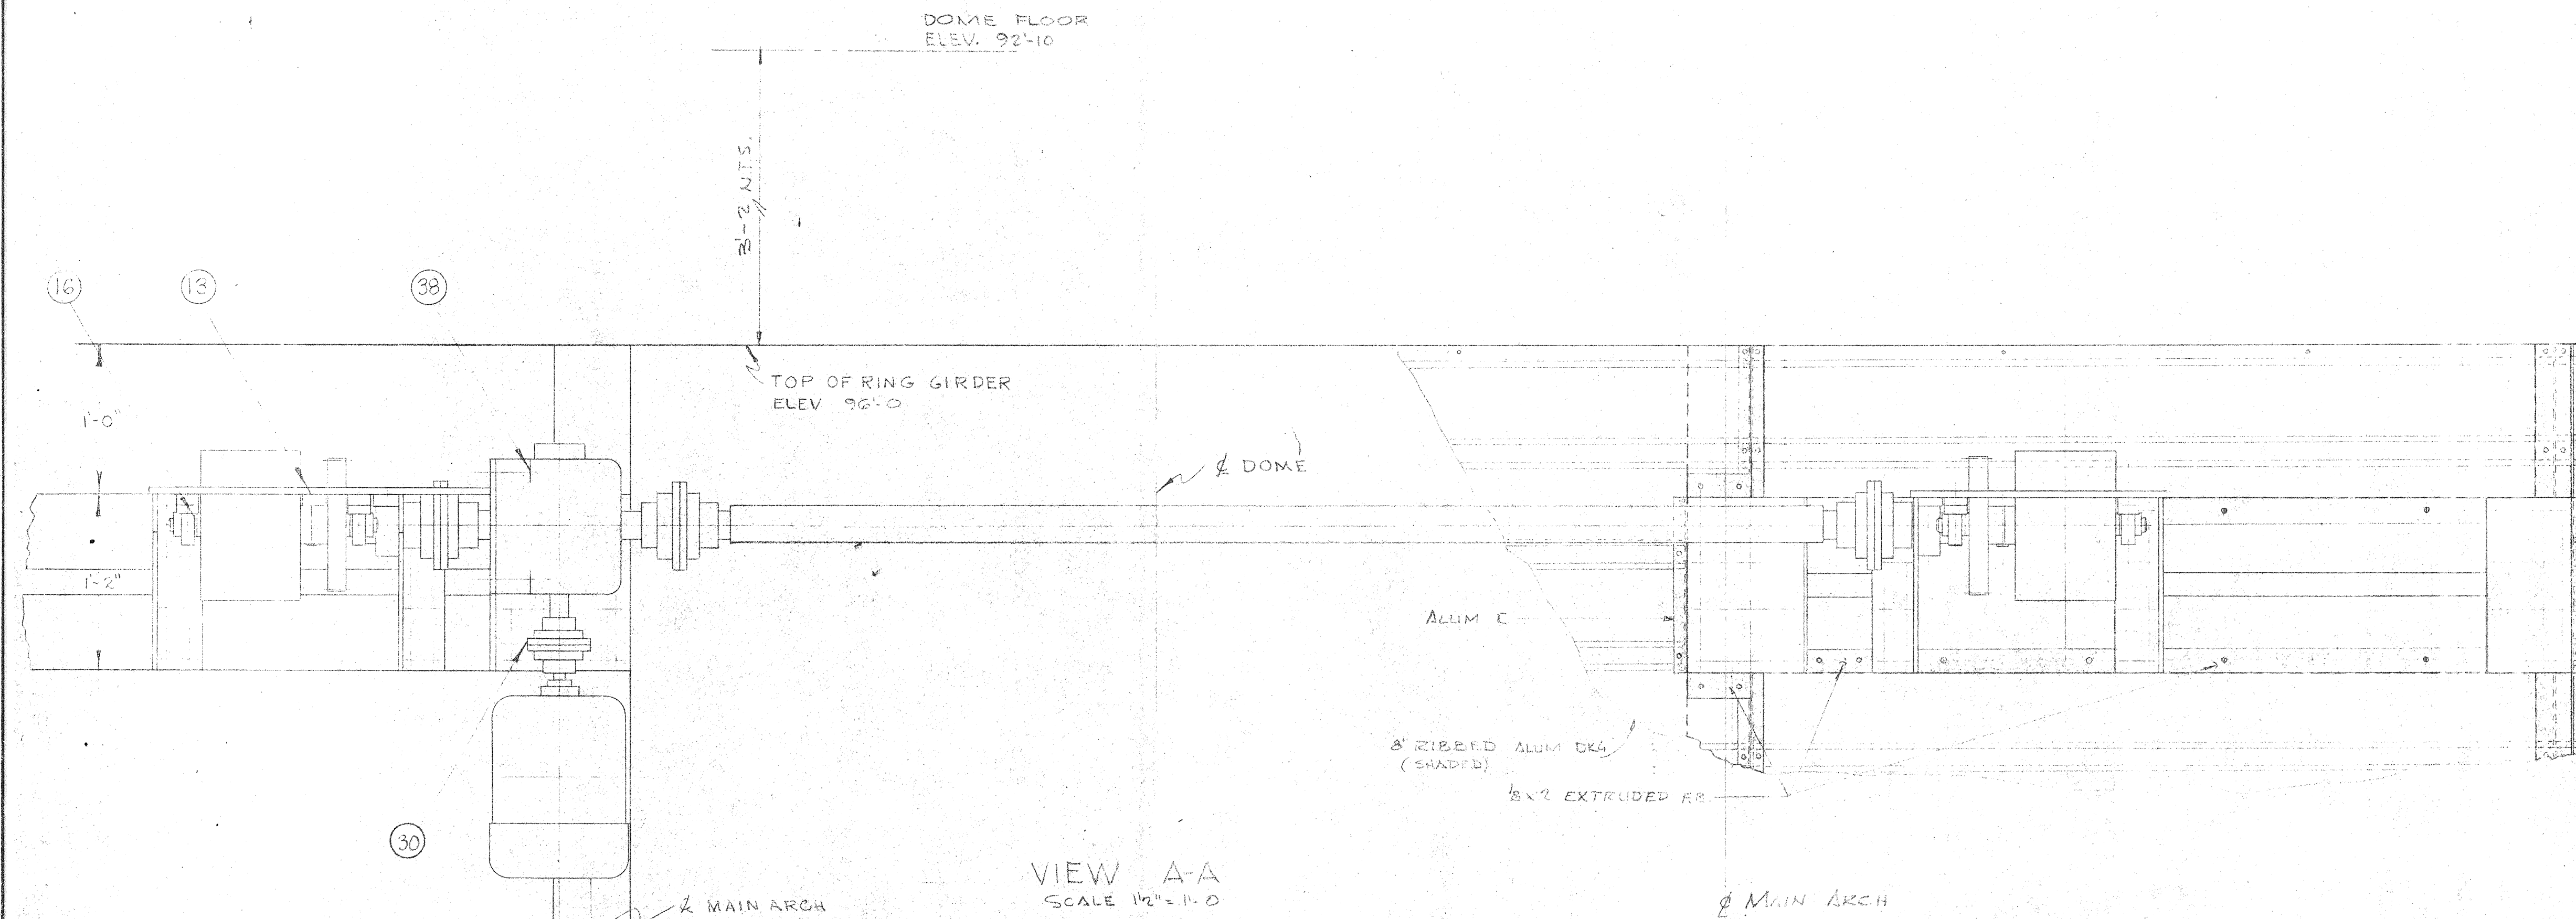 DOME FLOOR
ELEV. 92'-10
3'-2 N.T.S.
16
13
38
TOP OF RING GIRDER
ELEV 96'-0
1'-0"
℄ DOME
1'-2"
ALUM [
8" RIBBED ALUM DKG
(SHADED)
1/8 x 2 EXTRUDED
30
VIEW A-A
SCALE 1½" = 1'-0
℄ MAIN ARCH
℄ MAIN ARCH